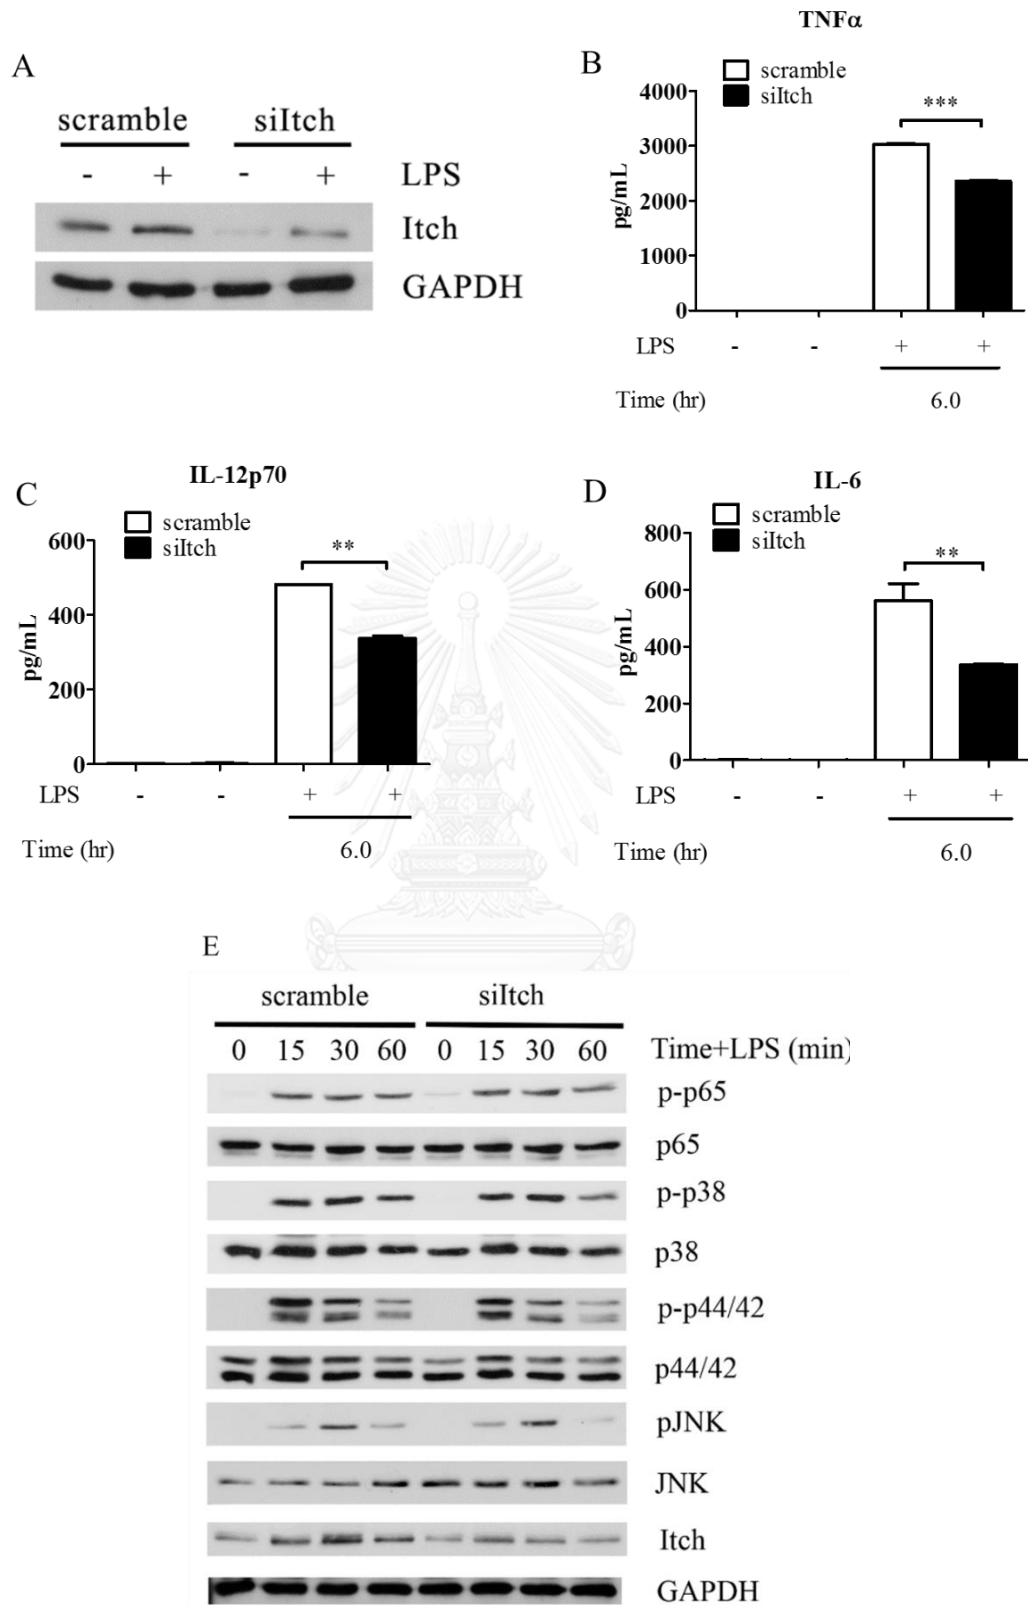 A
scramble siItch
- + - + LPS
Itch
GAPDH
B
TNFα
scramble
siItch
***
4000
3000
2000
1000
0
pg/mL
LPS - - + +
Time (hr) 6.0
C
IL-12p70
scramble
siItch
**
600
400
200
0
pg/mL
LPS - - + +
Time (hr) 6.0
D
IL-6
scramble
siItch
**
800
600
400
200
0
pg/mL
LPS - - + +
Time (hr) 6.0
E
scramble siItch
0 15 30 60 0 15 30 60 Time+LPS (min)
p-p65
p65
p-p38
p38
p-p44/42
p44/42
pJNK
JNK
Itch
GAPDH